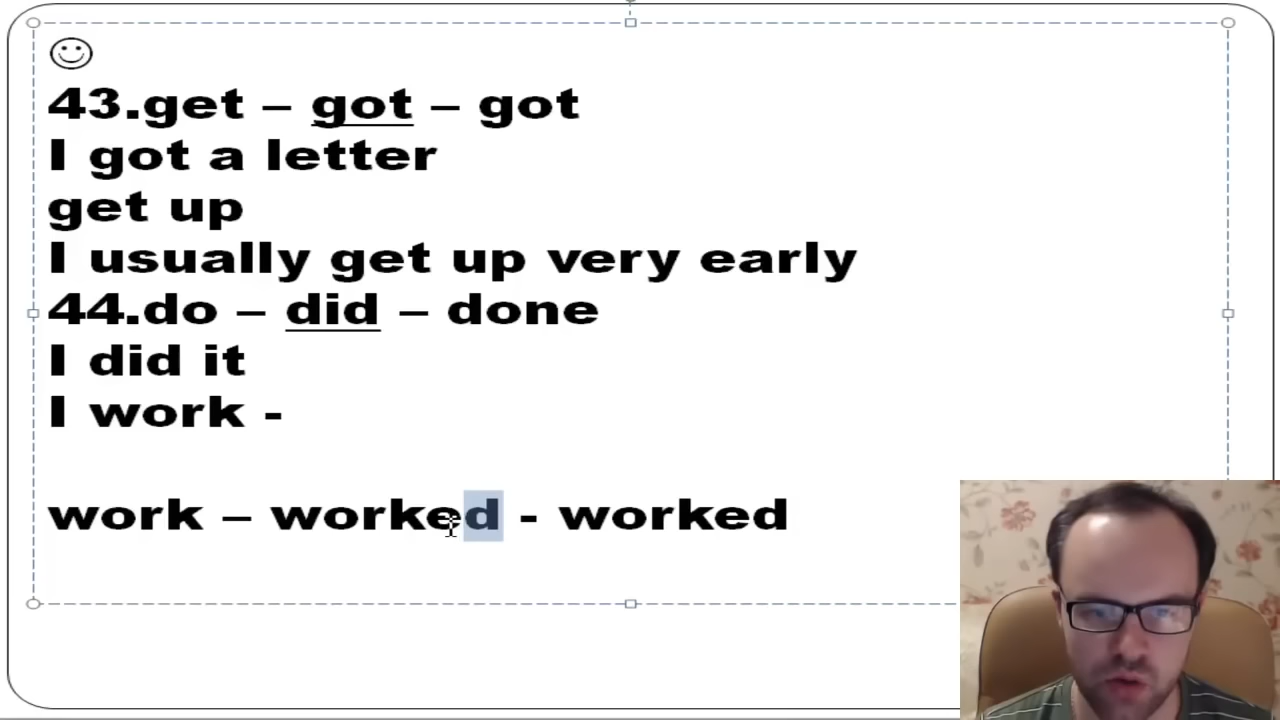 43.get – got – got
I got a letter
get up
I usually get up very early
44.do – did – done
I did it
I work -
work – worked - worked